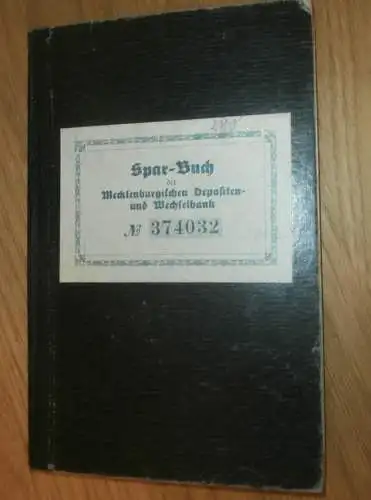 Spar-Buch
der
Mecklenburgischen Depositen-
und Wechselbank
№ 374032